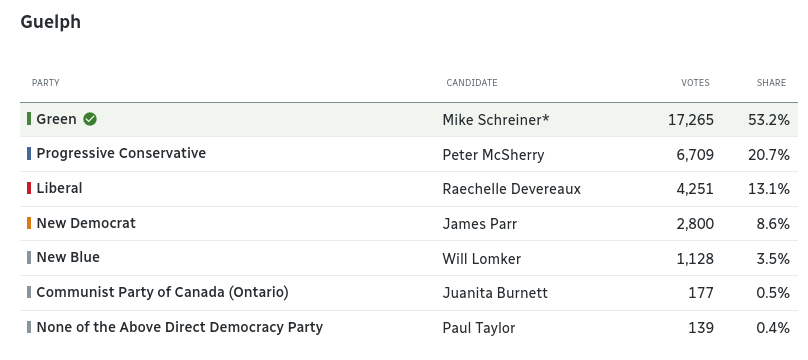 Guelph
PARTY CANDIDATE VOTES SHARE
Green Mike Schreiner* 17,265 53.2%
Progressive Conservative Peter McSherry 6,709 20.7%
Liberal Raechelle Devereaux 4,251 13.1%
New Democrat James Parr 2,800 8.6%
New Blue Will Lomker 1,128 3.5%
Communist Party of Canada (Ontario) Juanita Burnett 177 0.5%
None of the Above Direct Democracy Party Paul Taylor 139 0.4%